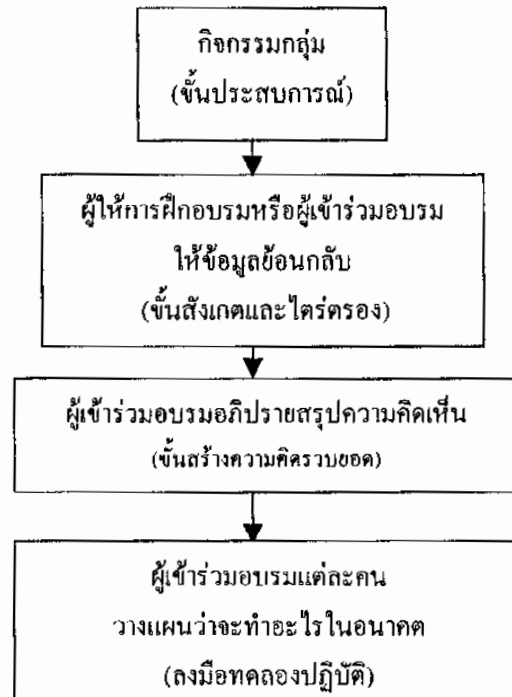 กิจกรรมกลุ่ม
(ขั้นประสบการณ์)
ผู้ให้การฝึกอบรมหรือผู้เข้าร่วมอบรม
ให้ข้อมูลย้อนกลับ
(ขั้นสังเกตและไตร่ตรอง)
ผู้เข้าร่วมอบรมอภิปรายสรุปความคิดเห็น
(ขั้นสร้างความคิดรวบยอด)
ผู้เข้าร่วมอบรมแต่ละคน
วางแผนว่าจะทำอะไรในอนาคต
(ลงมือทดลองปฏิบัติ)